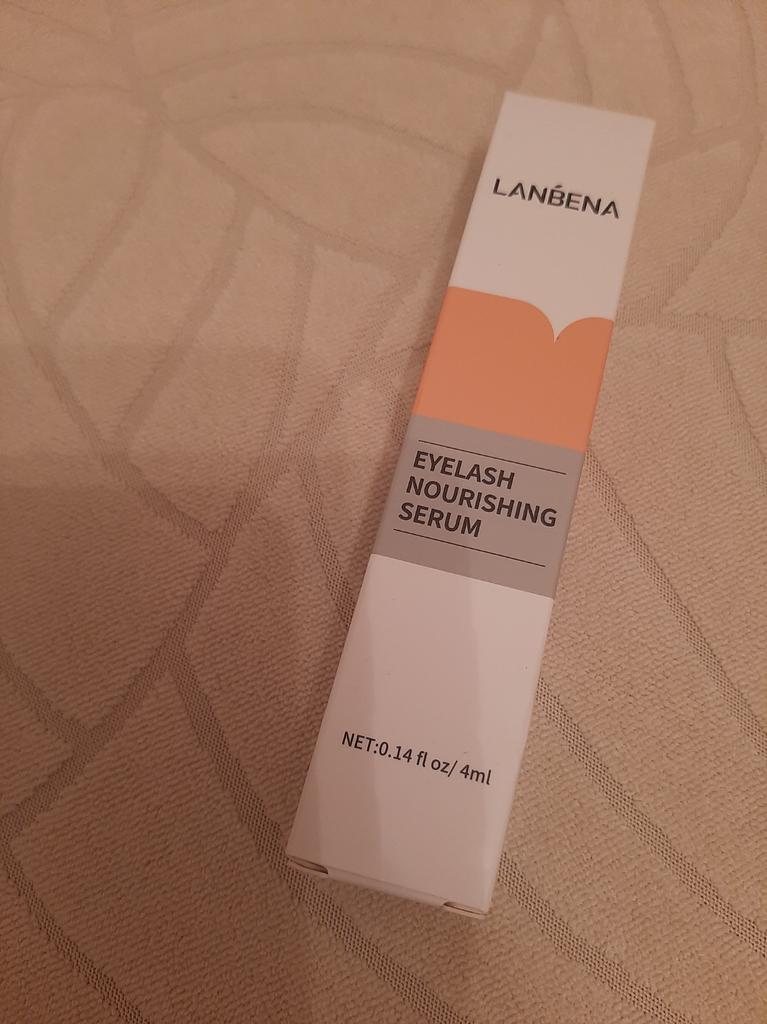 LANBENA
EYELASH
NOURISHING
SERUM
NET:0.14 fl oz/ 4ml